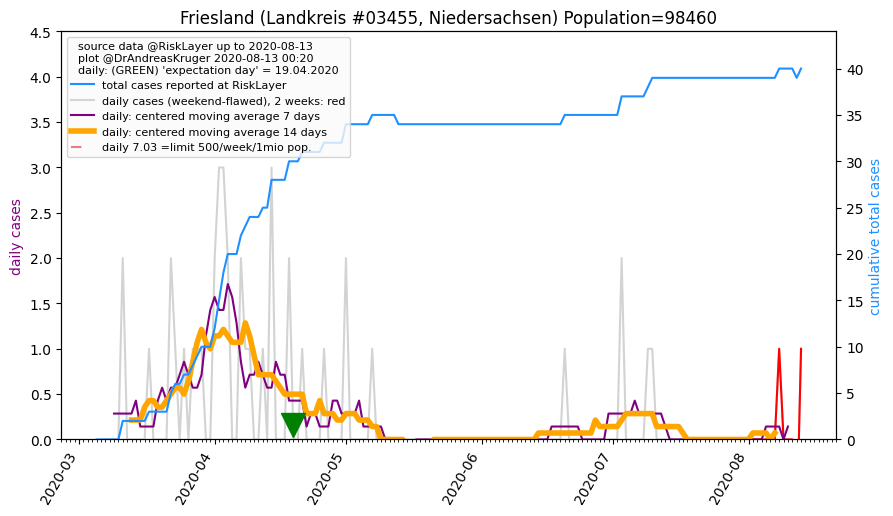 Friesland (Landkreis #03455, Niedersachsen) Population=98460
source data @RiskLayer up to 2020-08-13
plot @DrAndreasKruger 2020-08-13 00:20
daily: (GREEN) 'expectation day' = 19.04.2020
total cases reported at RiskLayer
daily cases (weekend-flawed), 2 weeks: red
daily: centered moving average 7 days
daily: centered moving average 14 days
daily 7.03 =limit 500/week/1mio pop.
daily cases
4.5
4.0
3.5
3.0
2.5
2.0
1.5
1.0
0.5
0.0
cumulative total cases
40
35
30
25
20
15
10
5
0
2020-03
2020-04
2020-05
2020-06
2020-07
2020-08